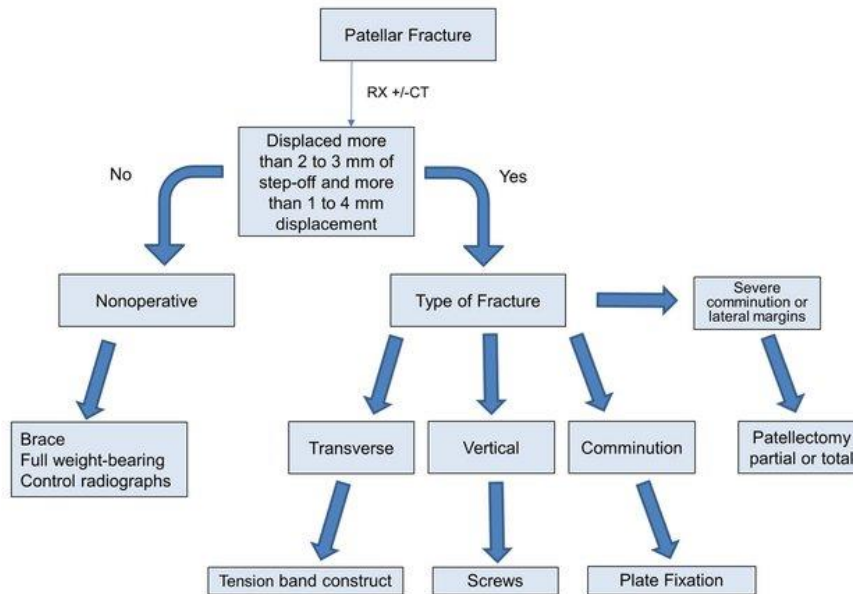 Patellar Fracture
RX +/-CT
Displaced more
than 2 to 3 mm of
step-off and more
than 1 to 4 mm
displacement
No
Yes
Nonoperative
Type of Fracture
Severe
comminution or
lateral margins
Brace
Full weight-bearing
Control radiographs
Transverse
Vertical
Comminution
Patellectomy
partial or total
Tension band construct
Screws
Plate Fixation